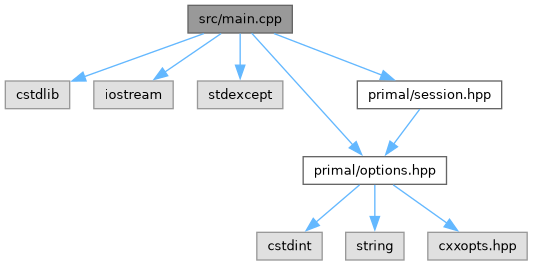 src/main.cpp
cstdlib
iostream
stdexcept
primal/session.hpp
primal/options.hpp
cstdint
string
cxxopts.hpp